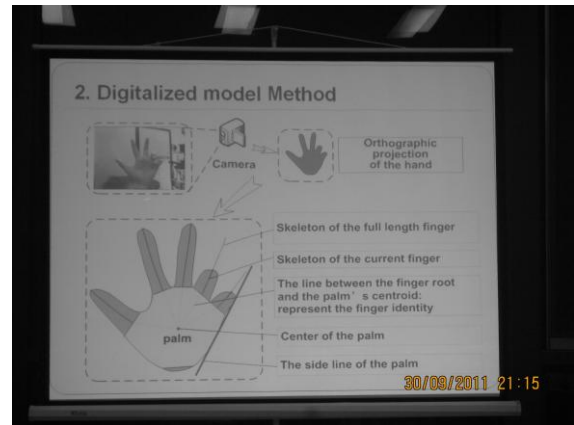 2. Digitalized model Method
Camera
Orthographic
projection
of the hand
Skeleton of the full length finger
Skeleton of the current finger
The line between the finger root
and the palm's centroid:
represent the finger identity
palm
Center of the palm
The side line of the palm
30/09/2011 21:15